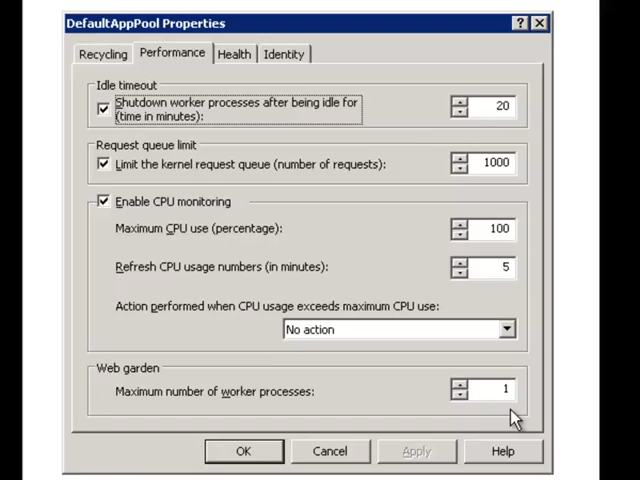 DefaultAppPool Properties
Recycling Performance Health Identity
Idle timeout
Shutdown worker processes after being idle for
(time in minutes):
20
Request queue limit
Limit the kernel request queue (number of requests):
1000
Enable CPU monitoring
Maximum CPU use (percentage):
100
Refresh CPU usage numbers (in minutes):
5
Action performed when CPU usage exceeds maximum CPU use:
No action
Web garden
Maximum number of worker processes:
1
OK Cancel Apply Help